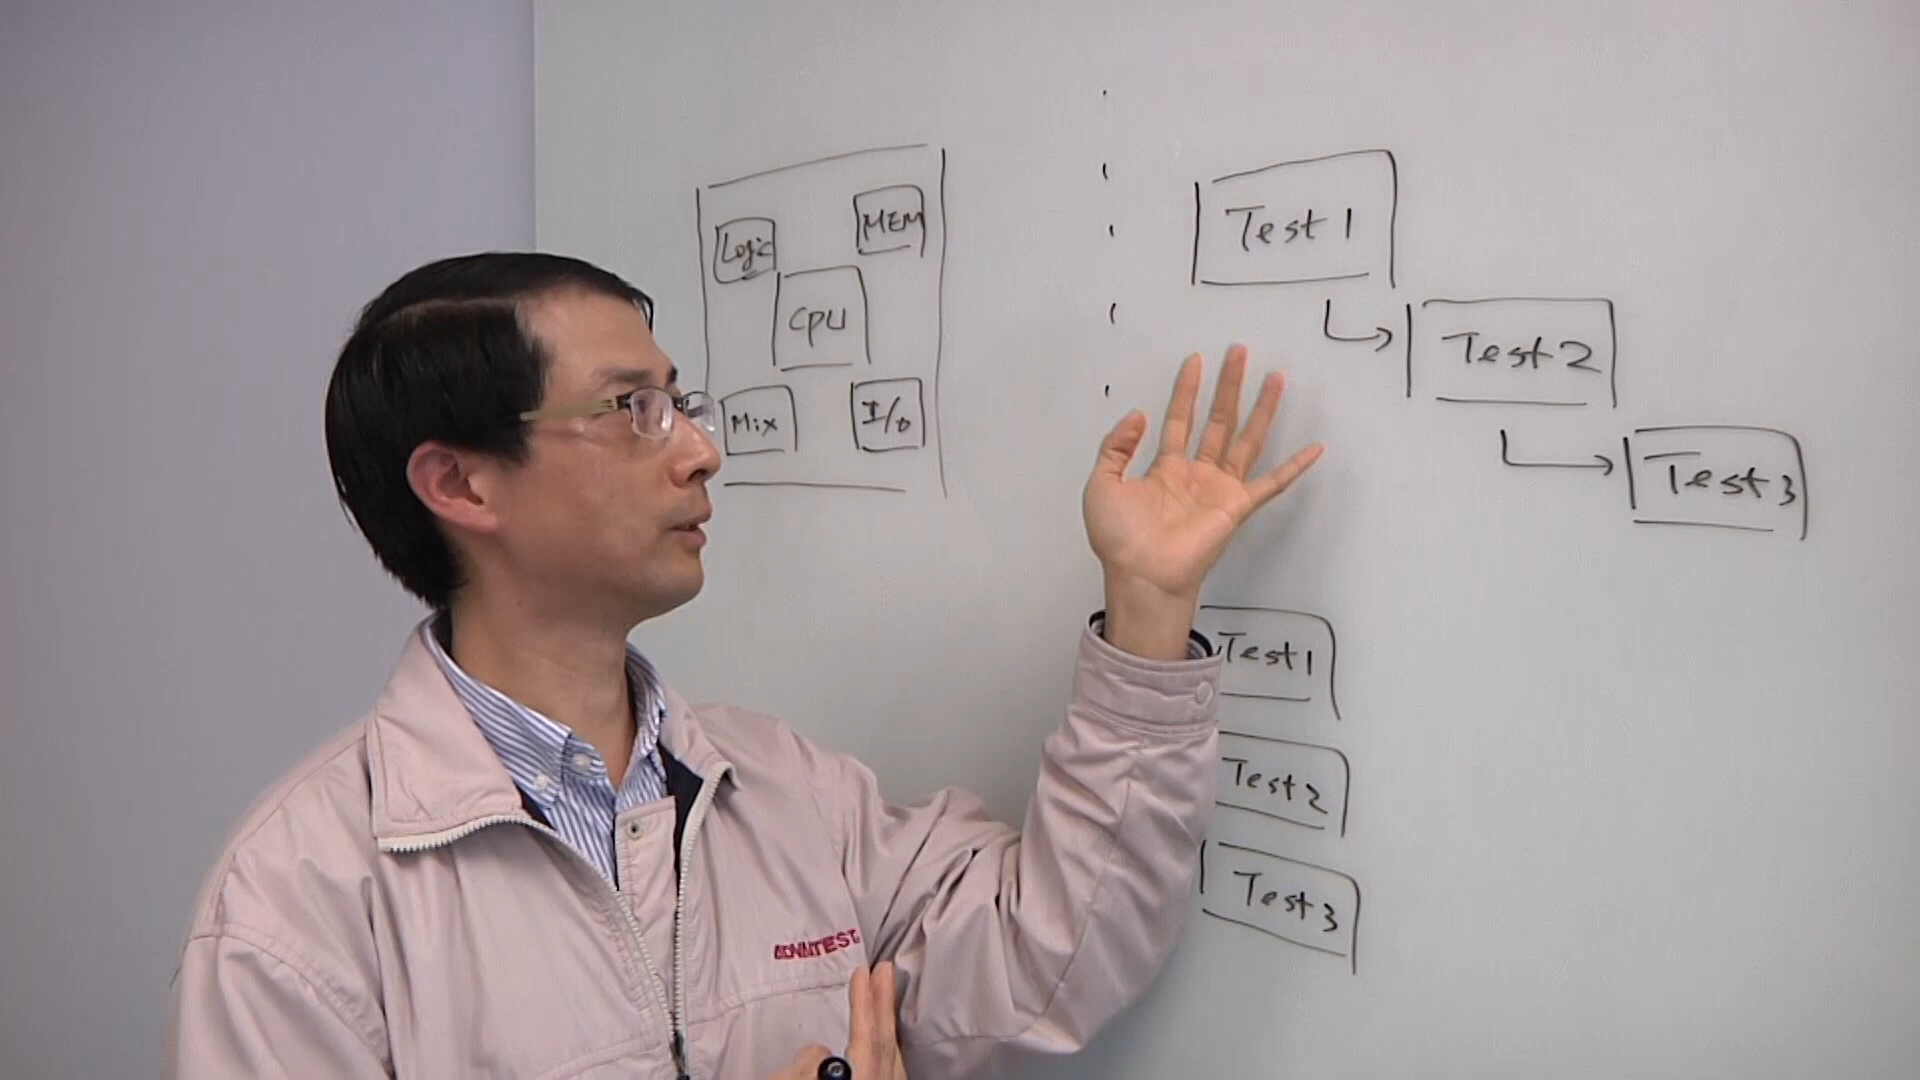 Logic
MEM
CPU
Mix
I/O
Test 1
Test 2
Test 3
Test 1
Test 2
Test 3
ADVANTEST